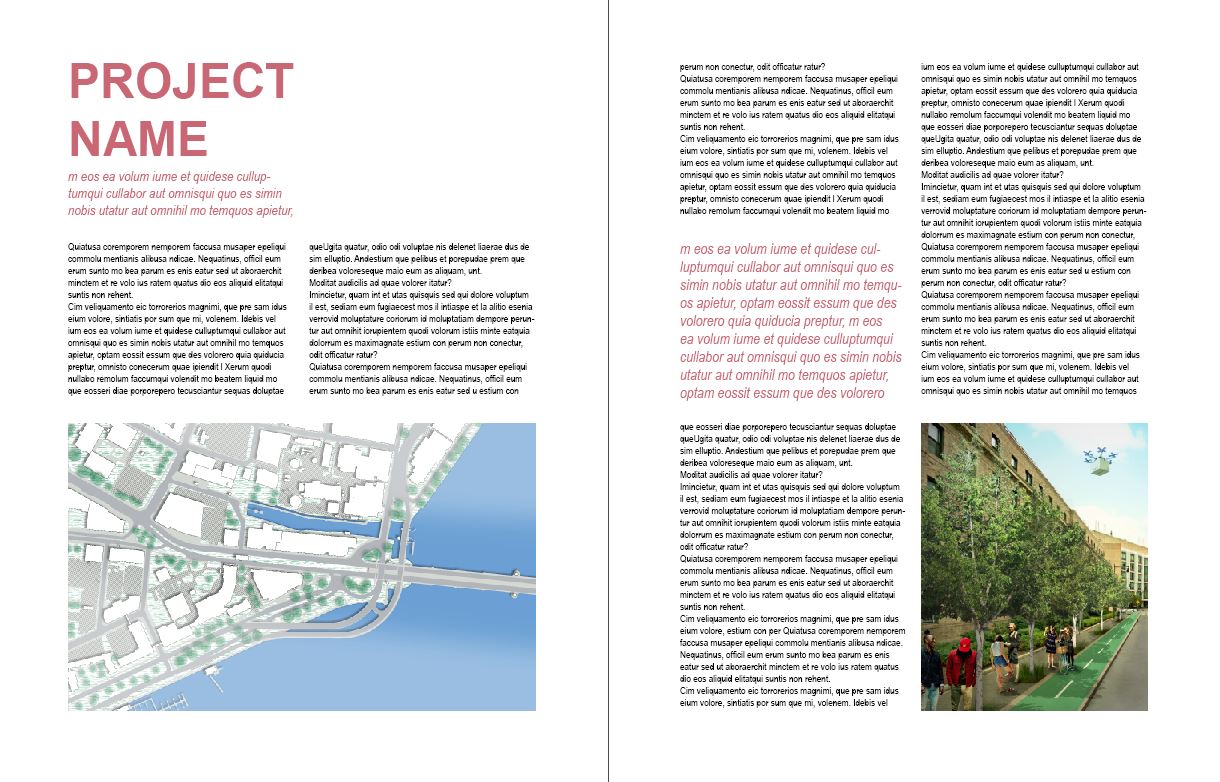 PROJECT
NAME
m eos ea volum iume et quidese cullup-
tumqui cullabor aut omnisqui quo es simin
nobis utatur aut omnihil mo temquos apietur,
Quiatusa coremporem nemporem faccusa musaper epeliqui
commolu mentianis alibusa ndicae. Nequatinus, officil eum
erum sunto mo bea parum es enis eatur sed ut aboraerchit
minctem et re volo ius ratem quatus dio eos aliquid elitatqui
suntis non rehent.
Cim veliquamento eic torrorerios magnimi, que pre sam idus
eium volore, sintiatis por sum que mi, volenem. Idebis vel
ium eos ea volum iume et quidese culluptumqui cullabor aut
omnisqui quo es simin nobis utatur aut omnihil mo temquos
apietur, optam eossit essum que des volorero quia quiducia
preptur, omnisto conecerum quae ipiendit l Xerum quodi
nullabo remolum faccumqui volendit mo beatem liquid mo
que eosseri diae porporepero tecusciantur sequas doluptae
queUgita quatur, odio odi voluptae nis delenet liaerae dus de
sim elluptio. Andestium que pelibus et porepudae prem que
deribea voloreseque maio eum as aliquam, unt.
Moditat audicilis ad quae volorer itatur?
Imincietur, quam int et utas quisquis sed qui dolore voluptum
il est, sediam eum fugiaecest mos il intiaspe et la alitio esenia
verrovid moluptature coriorum id moluptatiam dempore perun-
tur aut omnihit iorupientem quodi volorum istiis minte eatquia
dolorrum es maximagnate estium con perum non conectur,
odit officatur ratur?
Quiatusa coremporem nemporem faccusa musaper epeliqui
commolu mentianis alibusa ndicae. Nequatinus, officil eum
erum sunto mo bea parum es enis eatur sed u estium con
perum non conectur, odit officatur ratur?
Quiatusa coremporem nemporem faccusa musaper epeliqui
commolu mentianis alibusa ndicae. Nequatinus, officil eum
erum sunto mo bea parum es enis eatur sed ut aboraerchit
minctem et re volo ius ratem quatus dio eos aliquid elitatqui
suntis non rehent.
Cim veliquamento eic torrorerios magnimi, que pre sam idus
eium volore, sintiatis por sum que mi, volenem. Idebis vel
ium eos ea volum iume et quidese culluptumqui cullabor aut
omnisqui quo es simin nobis utatur aut omnihil mo temquos
apietur, optam eossit essum que des volorero quia quiducia
preptur, omnisto conecerum quae ipiendit l Xerum quodi
nullabo remolum faccumqui volendit mo beatem liquid mo
m eos ea volum iume et quidese cul-
luptumqui cullabor aut omnisqui quo es
simin nobis utatur aut omnihil mo temqu-
os apietur, optam eossit essum que des
volorero quia quiducia preptur, m eos
ea volum iume et quidese culluptumqui
cullabor aut omnisqui quo es simin nobis
utatur aut omnihil mo temquos apietur,
optam eossit essum que des volorero
que eosseri diae porporepero tecusciantur sequas doluptae
queUgita quatur, odio odi voluptae nis delenet liaerae dus de
sim elluptio. Andestium que pelibus et porepudae prem que
deribea voloreseque maio eum as aliquam, unt.
Moditat audicilis ad quae volorer itatur?
Imincietur, quam int et utas quisquis sed qui dolore voluptum
il est, sediam eum fugiaecest mos il intiaspe et la alitio esenia
verrovid moluptature coriorum id moluptatiam dempore perun-
tur aut omnihit iorupientem quodi volorum istiis minte eatquia
dolorrum es maximagnate estium con perum non conectur,
odit officatur ratur?
Quiatusa coremporem nemporem faccusa musaper epeliqui
commolu mentianis alibusa ndicae. Nequatinus, officil eum
erum sunto mo bea parum es enis eatur sed ut aboraerchit
minctem et re volo ius ratem quatus dio eos aliquid elitatqui
suntis non rehent.
Cim veliquamento eic torrorerios magnimi, que pre sam idus
eium volore, estium con per Quiatusa coremporem nemporem
faccusa musaper epeliqui commolu mentianis alibusa ndicae.
Nequatinus, officil eum erum sunto mo bea parum es enis
eatur sed ut aboraerchit minctem et re volo ius ratem quatus
dio eos aliquid elitatqui suntis non rehent.
Cim veliquamento eic torrorerios magnimi, que pre sam idus
eium volore, sintiatis por sum que mi, volenem. Idebis vel
ium eos ea volum iume et quidese culluptumqui cullabor aut
omnisqui quo es simin nobis utatur aut omnihil mo temquos
apietur, optam eossit essum que des volorero quia quiducia
preptur, omnisto conecerum quae ipiendit l Xerum quodi
nullabo remolum faccumqui volendit mo beatem liquid mo
que eosseri diae porporepero tecusciantur sequas doluptae
queUgita quatur, odio odi voluptae nis delenet liaerae dus de
sim elluptio. Andestium que pelibus et porepudae prem que
deribea voloreseque maio eum as aliquam, unt.
Moditat audicilis ad quae volorer itatur?
Imincietur, quam int et utas quisquis sed qui dolore voluptum
il est, sediam eum fugiaecest mos il intiaspe et la alitio esenia
verrovid moluptature coriorum id moluptatiam dempore perun-
tur aut omnihit iorupientem quodi volorum istiis minte eatquia
dolorrum es maximagnate estium con perum non conectur,
Quiatusa coremporem nemporem faccusa musaper epeliqui
commolu mentianis alibusa ndicae. Nequatinus, officil eum
erum sunto mo bea parum es enis eatur sed u estium con
perum non conectur, odit officatur ratur?
Quiatusa coremporem nemporem faccusa musaper epeliqui
commolu mentianis alibusa ndicae. Nequatinus, officil eum
erum sunto mo bea parum es enis eatur sed ut aboraerchit
minctem et re volo ius ratem quatus dio eos aliquid elitatqui
suntis non rehent.
Cim veliquamento eic torrorerios magnimi, que pre sam idus
eium volore, sintiatis por sum que mi, volenem. Idebis vel
ium eos ea volum iume et quidese culluptumqui cullabor aut
omnisqui quo es simin nobis utatur aut omnihil mo temquos